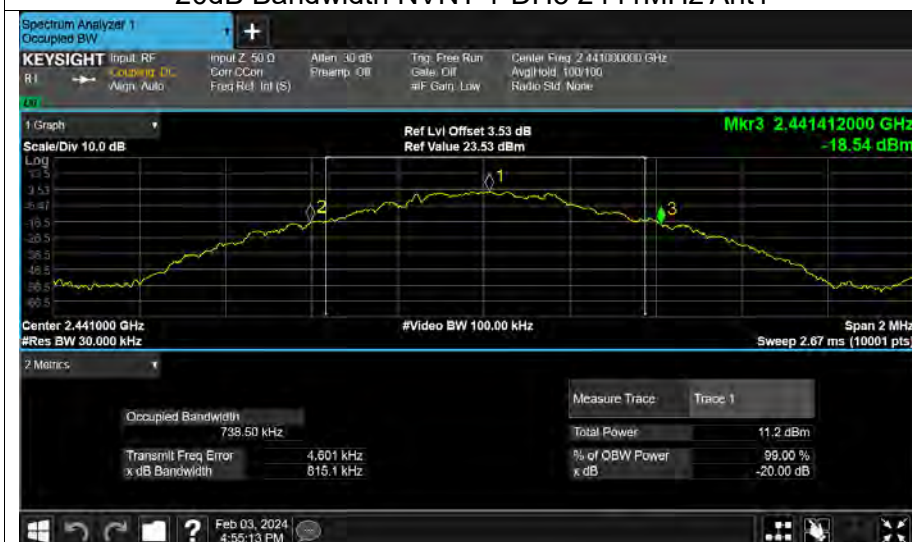 20dB Bandwidth NVNT 1-DH5 2441MHz Ant1
Spectrum Analyzer 1
Occupied BW
+
KEYSIGHT Input: RF Input Z: 50 Ω Atten: 30 dB Trig: Free Run Center Freq: 2.441000000 GHz
Coupling: DC Corr CCorr Preamp: Off Gate: Off Avg|Hold: 100/100
Align: Auto Freq Ref: Int (S) #IF Gain: Low Radio Std: None
1 Graph Ref Lvl Offset 3.53 dB Mkr3 2.441412000 GHz
Scale/Div 10.0 dB Ref Value 23.53 dBm -18.54 dBm
Log
13.5
3.53
-6.47
-16.5
-26.5
-36.5
-46.5
-56.5
-66.5
1
2
3
Center 2.441000 GHz #Video BW 100.00 kHz Span 2 MHz
#Res BW 30.000 kHz Sweep 2.67 ms (10001 pts)
2 Metrics
Measure Trace Trace 1
Occupied Bandwidth
738.50 kHz Total Power 11.2 dBm
Transmit Freq Error 4.601 kHz % of OBW Power 99.00 %
x dB Bandwidth 815.1 kHz x dB -20.00 dB
? Feb 03, 2024
4:55:13 PM